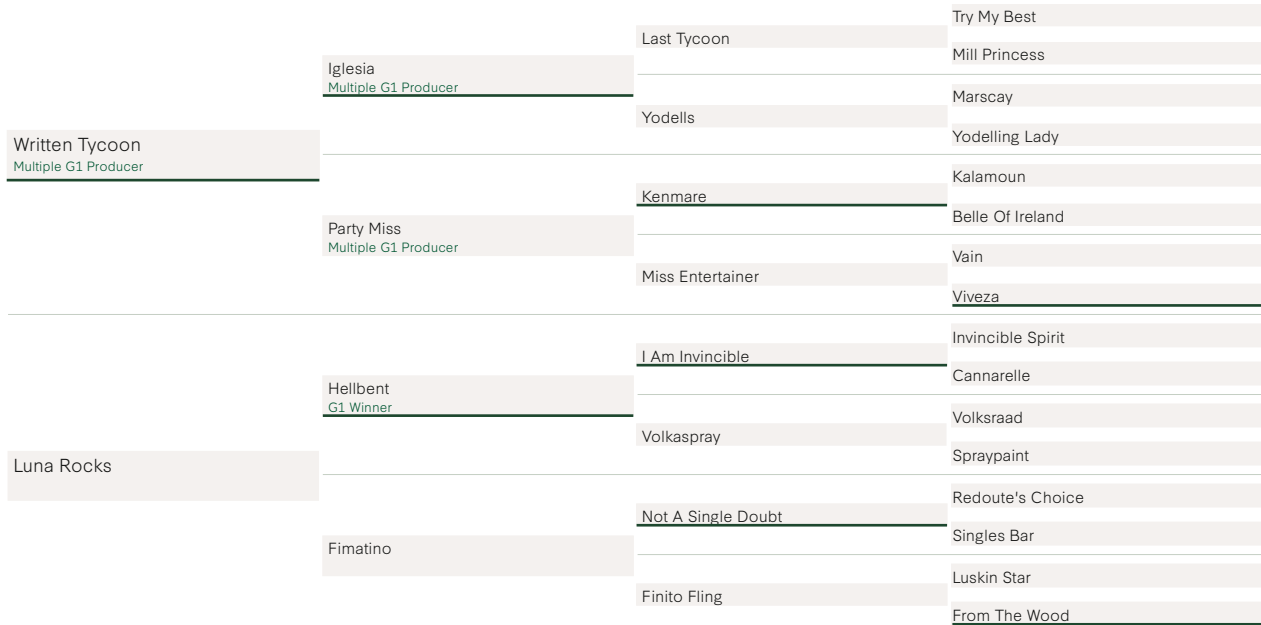 Written Tycoon
Multiple G1 Producer
Luna Rocks
Iglesia
Multiple G1 Producer
Party Miss
Multiple G1 Producer
Hellbent
G1 Winner
Fimatino
Last Tycoon
Yodells
Kenmare
Miss Entertainer
I Am Invincible
Volkaspray
Not A Single Doubt
Finito Fling
Try My Best
Mill Princess
Marscay
Yodelling Lady
Kalamoun
Belle Of Ireland
Vain
Viveza
Invincible Spirit
Cannarelle
Volksraad
Spraypaint
Redoute's Choice
Singles Bar
Luskin Star
From The Wood